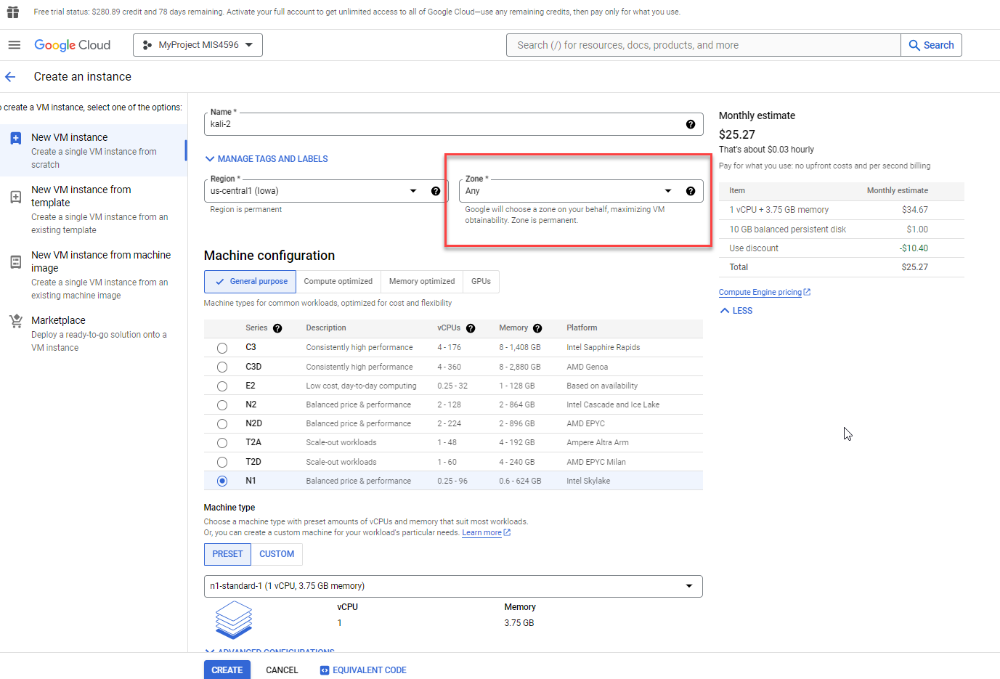 Free trial status: $280.89 credit and 78 days remaining. Activate your full account to get unlimited access to all of Google Cloud—use any remaining credits, then pay only for what you use.
Google Cloud
MyProject MIS4596
Search (/) for resources, docs, products, and more
Search
Create an instance
o create a VM instance, select one of the options:
New VM instance
Create a single VM instance from
scratch
New VM instance from
template
Create a single VM instance from an
existing template
New VM instance from machine
image
Create a single VM instance from an
existing machine image
Marketplace
Deploy a ready-to-go solution onto a
VM instance
Name *
kali-2
MANAGE TAGS AND LABELS
Region *
us-central1 (Iowa)
Region is permanent
Zone *
Any
Google will choose a zone on your behalf, maximizing VM
obtainability. Zone is permanent.
Machine configuration
General purpose
Compute optimized
Memory optimized
GPUs
Machine types for common workloads, optimized for cost and flexibility
Series Description vCPUs Memory Platform
C3 Consistently high performance 4 - 176 8 - 1,408 GB Intel Sapphire Rapids
C3D Consistently high performance 4 - 360 8 - 2,880 GB AMD Genoa
E2 Low cost, day-to-day computing 0.25 - 32 1 - 128 GB Based on availability
N2 Balanced price & performance 2 - 128 2 - 864 GB Intel Cascade and Ice Lake
N2D Balanced price & performance 2 - 224 2 - 896 GB AMD EPYC
T2A Scale-out workloads 1 - 48 4 - 192 GB Ampere Altra Arm
T2D Scale-out workloads 1 - 60 4 - 240 GB AMD EPYC Milan
N1 Balanced price & performance 0.25 - 96 0.6 - 624 GB Intel Skylake
Machine type
Choose a machine type with preset amounts of vCPUs and memory that suit most workloads.
Or, you can create a custom machine for your workload's particular needs. Learn more
PRESET
CUSTOM
n1-standard-1 (1 vCPU, 3.75 GB memory)
vCPU Memory
1 3.75 GB
ADVANCED CONFIGURATIONS
CREATE
CANCEL
EQUIVALENT CODE
Monthly estimate
$25.27
That's about $0.03 hourly
Pay for what you use: no upfront costs and per second billing
Item Monthly estimate
1 vCPU + 3.75 GB memory $34.67
10 GB balanced persistent disk $1.00
Use discount -$10.40
Total $25.27
Compute Engine pricing
LESS